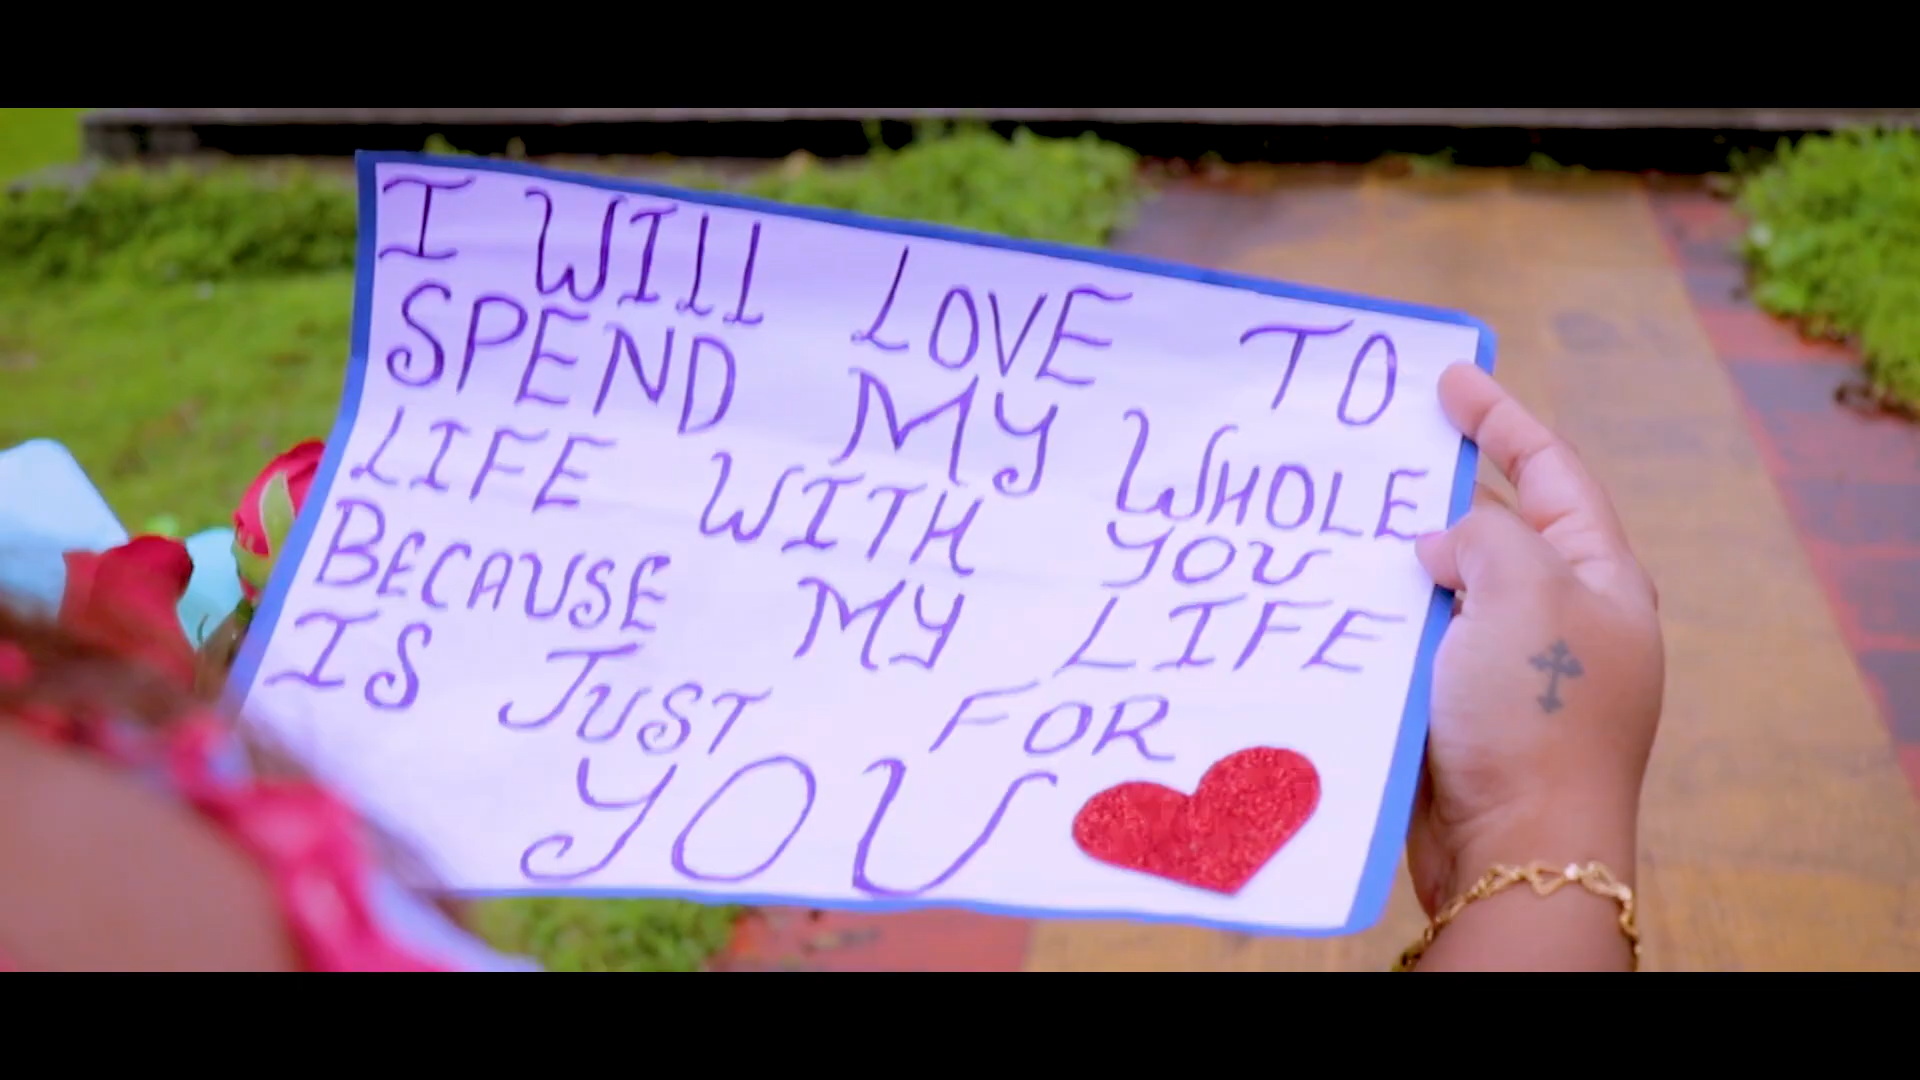 I WILL LOVE TO
SPEND MY WHOLE
LIFE WITH YOU
BECAUSE MY LIFE
IS JUST FOR
YOU